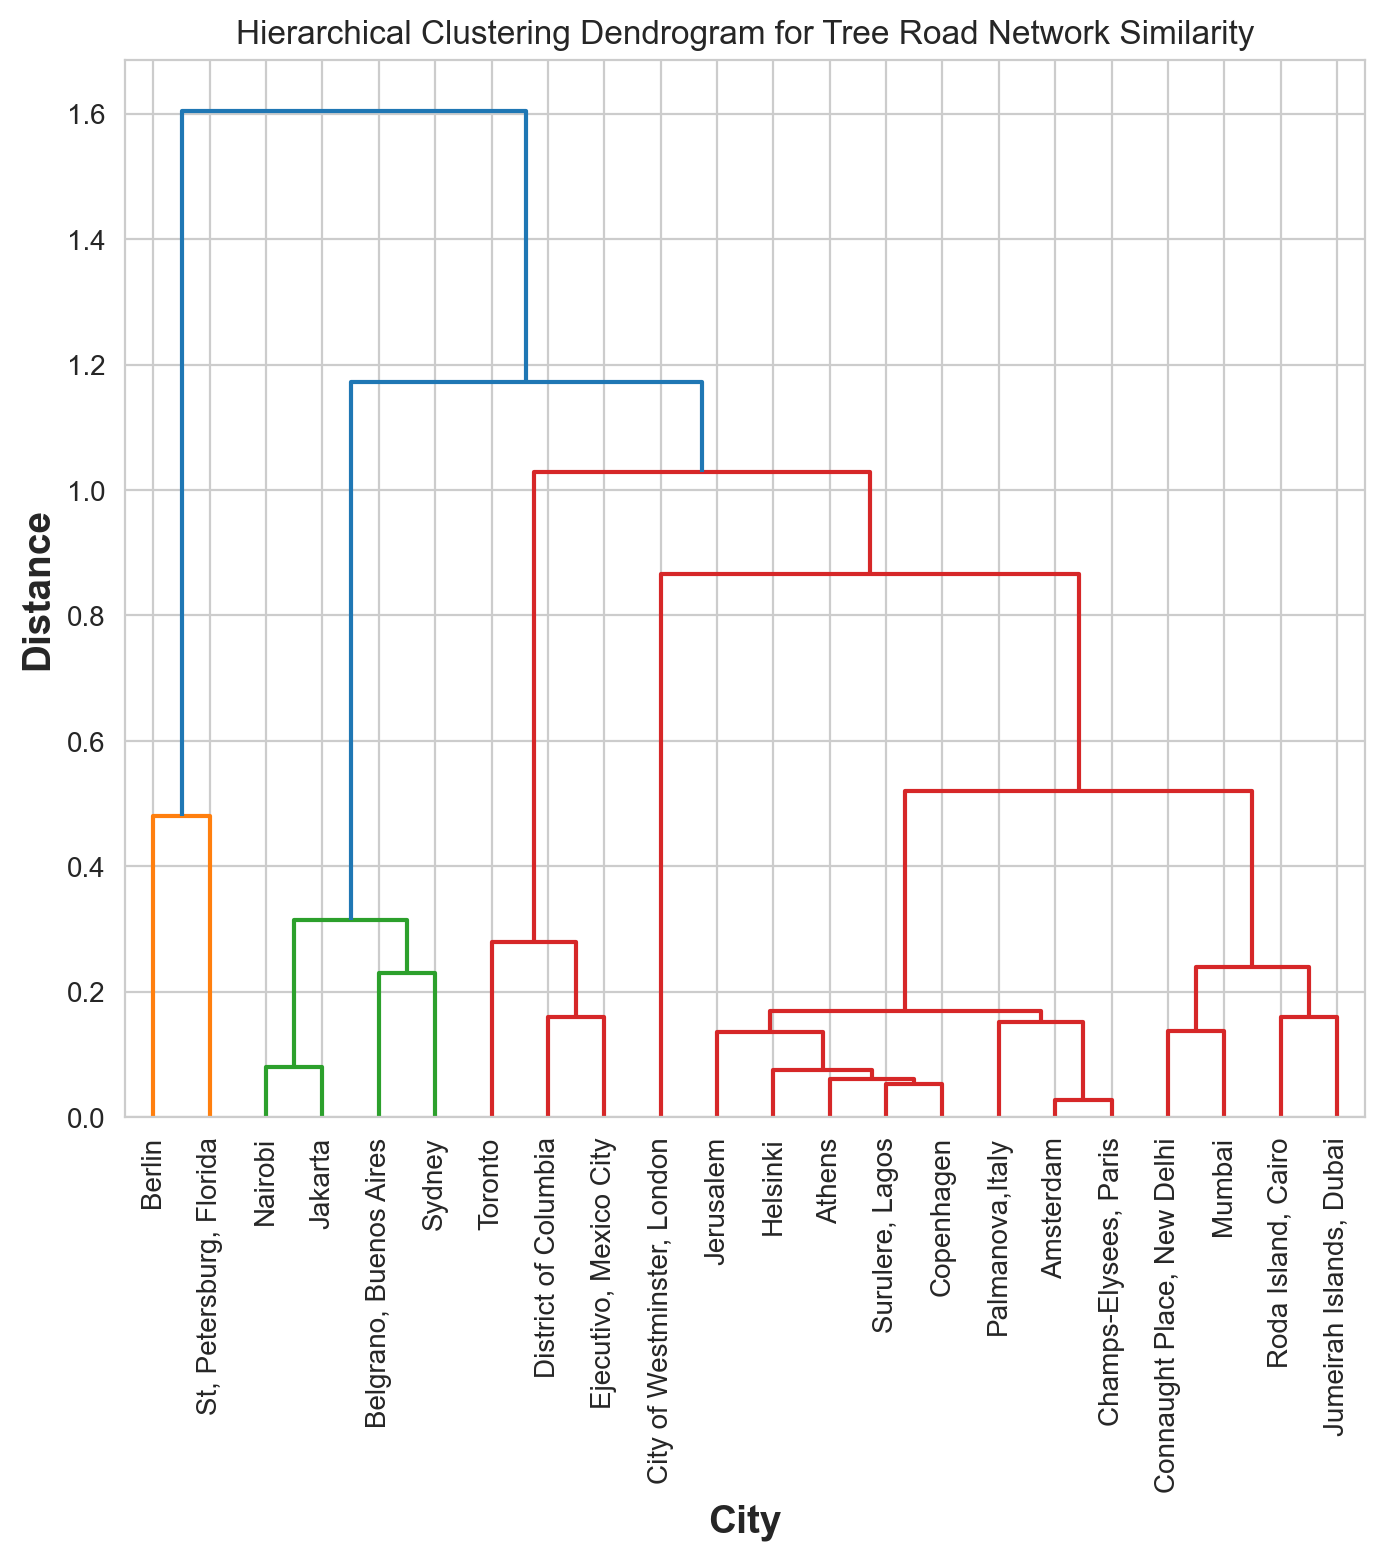 Hierarchical Clustering Dendrogram for Tree Road Network Similarity
1.6
1.4
1.2
1.0
0.8
0.6
0.4
0.2
0.0
Distance
Berlin
St, Petersburg, Florida
Nairobi
Jakarta
Belgrano, Buenos Aires
Sydney
Toronto
District of Columbia
Ejecutivo, Mexico City
City of Westminster, London
Jerusalem
Helsinki
Athens
Surulere, Lagos
Copenhagen
Palmanova,Italy
Amsterdam
Champs-Elysees, Paris
Connaught Place, New Delhi
Mumbai
Roda Island, Cairo
Jumeirah Islands, Dubai
City